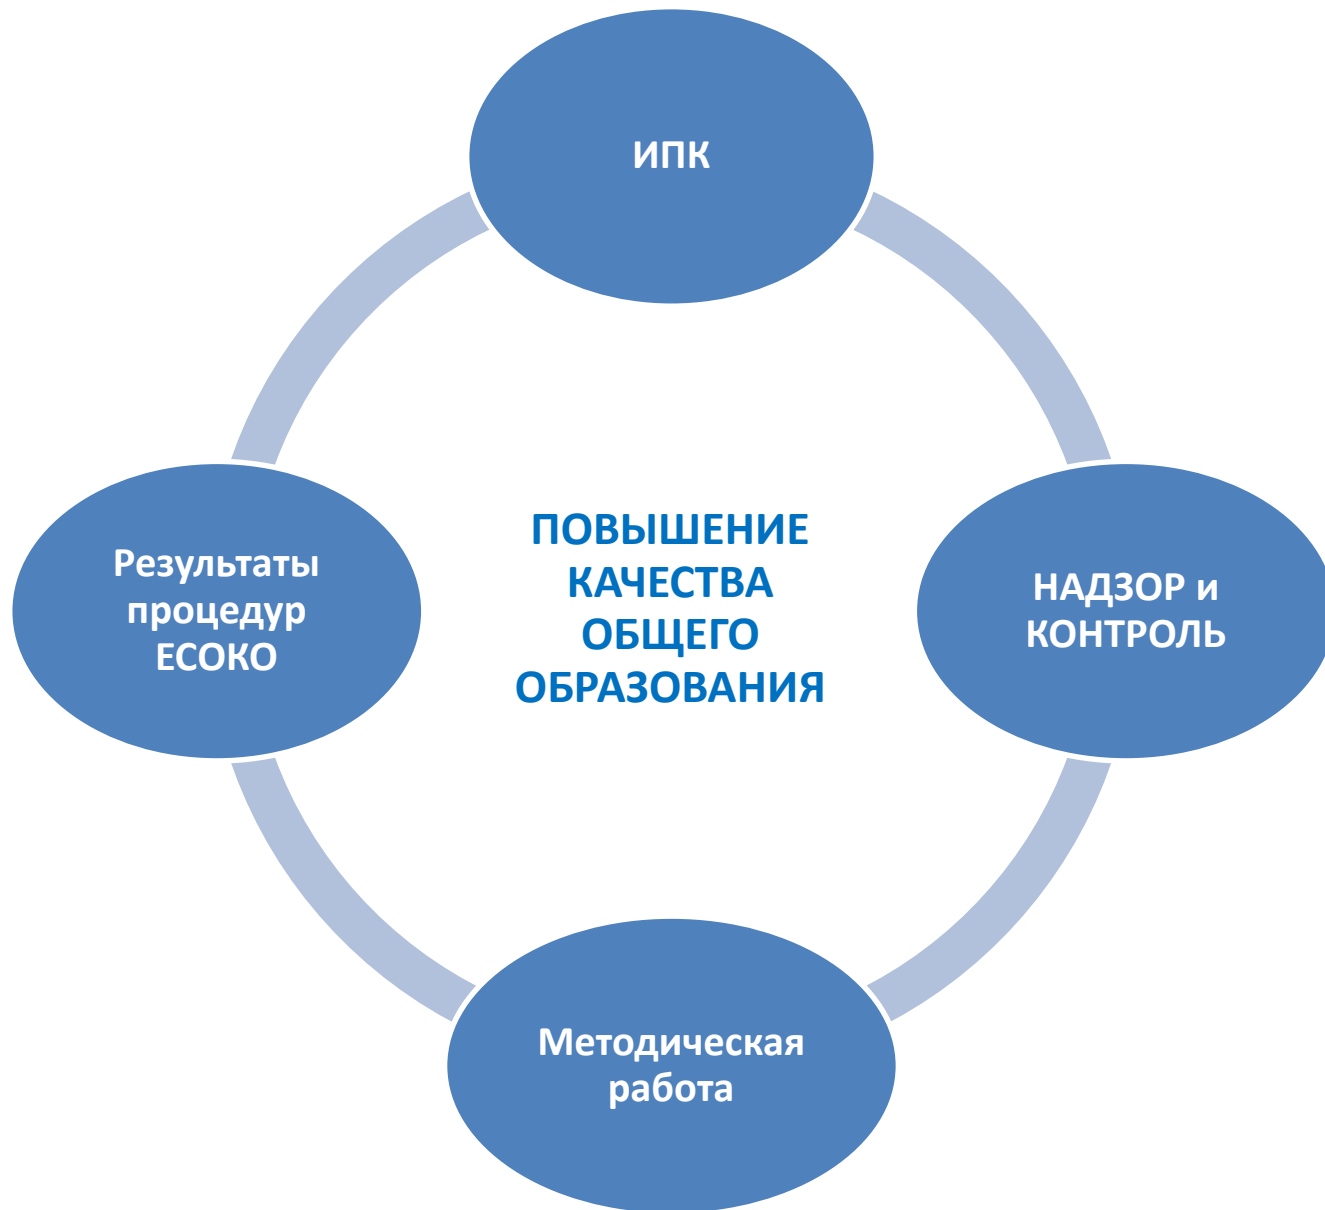 ИПК
Результаты
процедур
ЕСОКО
ПОВЫШЕНИЕ
КАЧЕСТВА
ОБЩЕГО
ОБРАЗОВАНИЯ
НАДЗОР и
КОНТРОЛЬ
Методическая
работа